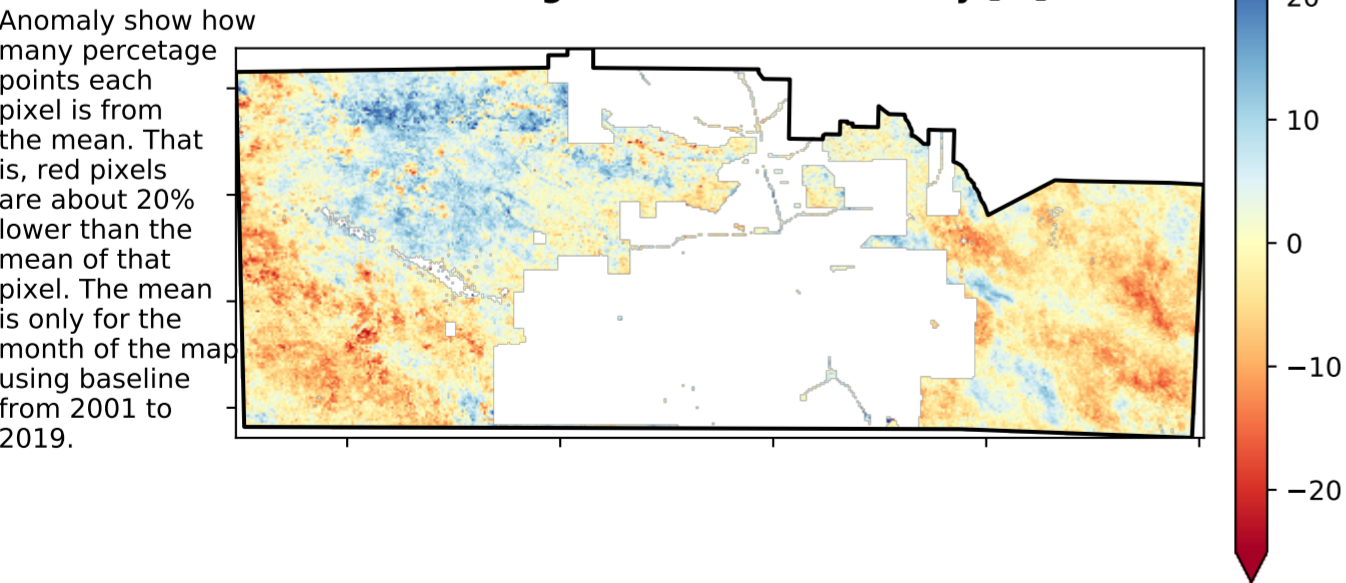 Anomaly show how
many percetage
points each
pixel is from
the mean. That
is, red pixels
are about 20%
lower than the
mean of that
pixel. The mean
is only for the
month of the map
using baseline
from 2001 to
2019.
20
10
0
−10
−20